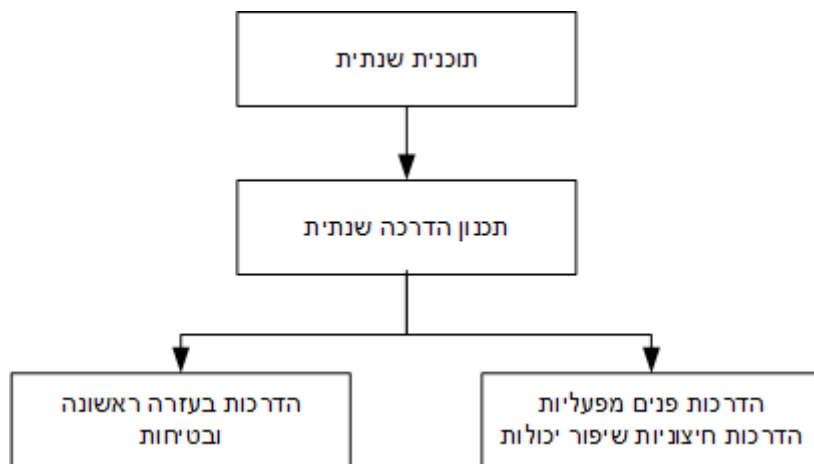 תוכנית שנתית
תכנון הדרכה שנתית
הדרכות פנים מפעליות
הדרכות חיצוניות שיפור יכולות
הדרכות בעזרה ראשונה
ובטיחות